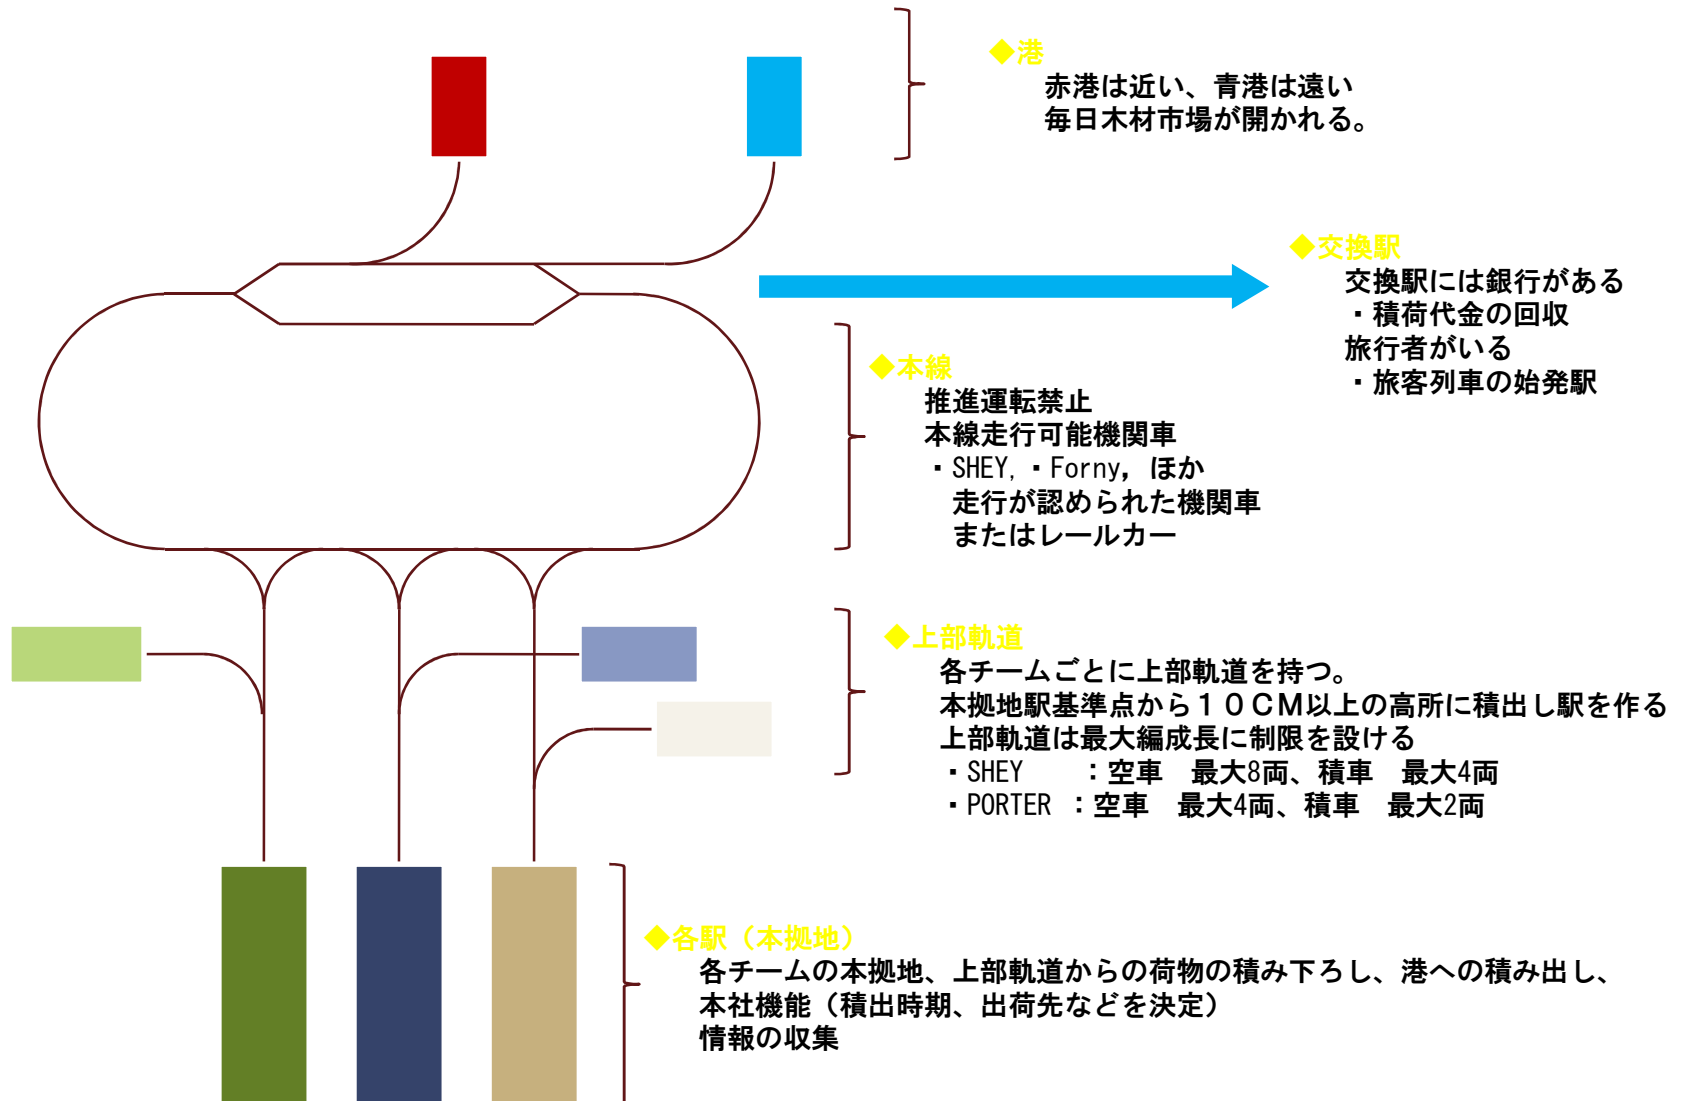 ◆港
赤港は近い、青港は遠い
毎日木材市場が開かれる。
◆交換駅
交換駅には銀行がある
・積荷代金の回収
旅行者がいる
・旅客列車の始発駅
◆本線
推進運転禁止
本線走行可能機関車
・SHEY,・Forny，ほか
走行が認められた機関車
またはレールカー
◆上部軌道
各チームごとに上部軌道を持つ。
本拠地駅基準点から１０ＣＭ以上の高所に積出し駅を作る
上部軌道は最大編成長に制限を設ける
・SHEY　　：空車　最大8両、積車　最大4両
・PORTER ：空車　最大4両、積車　最大2両
◆各駅（本拠地）
各チームの本拠地、上部軌道からの荷物の積み下ろし、港への積み出し、
本社機能（積出時期、出荷先などを決定）
情報の収集